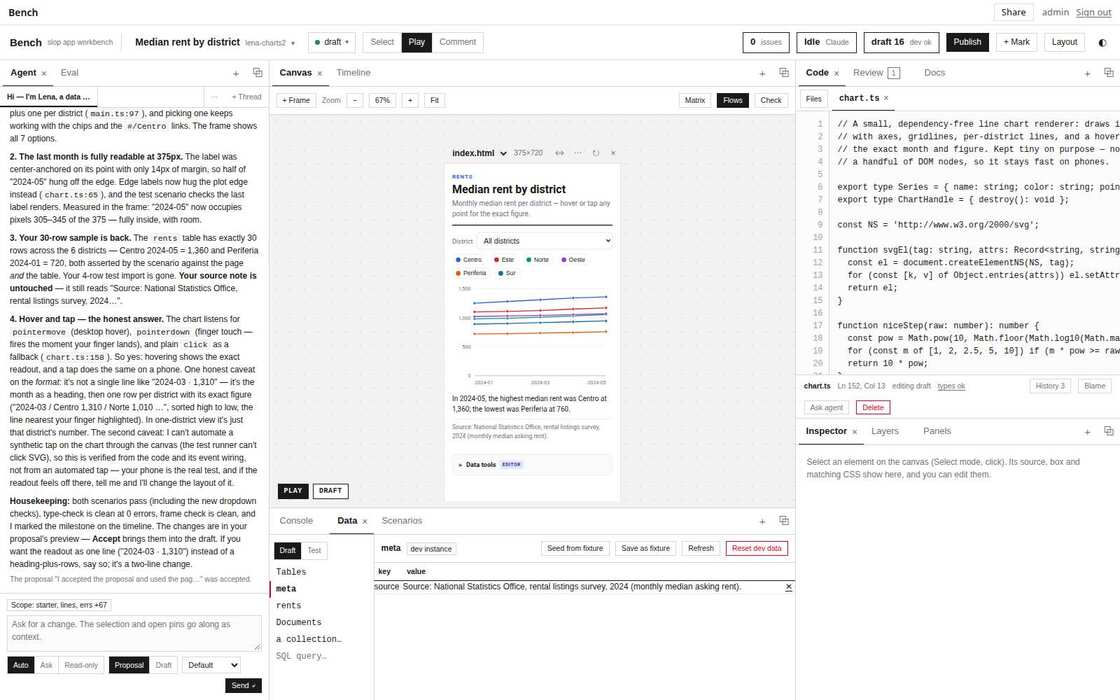 Bench
Share admin Sign out
Bench slop app workbench Median rent by district lena-charts2 draft Select Play Comment 0 issues Idle Claude draft 16 dev ok Publish + Mark Layout
Agent × Eval +
Hi — I'm Lena, a data … ··· + Thread
plus one per district ( main.ts:97 ), and picking one keeps
working with the chips and the #/Centro links. The frame shows
all 7 options.
2. The last month is fully readable at 375px. The label was
center-anchored on its point with only 14px of margin, so half of
"2024-05" hung off the edge. Edge labels now hug the plot edge
instead ( chart.ts:65 ), and the test scenario checks the last
label renders. Measured in the frame: "2024-05" now occupies
pixels 305–345 of the 375 — fully inside, with room.
3. Your 30-row sample is back. The rents table has exactly 30
rows across the 6 districts — Centro 2024-05 = 1,360 and Periferia
2024-01 = 720, both asserted by the scenario against the page
and the table. Your 4-row test import is gone. Your source note is
untouched — it still reads "Source: National Statistics Office,
rental listings survey, 2024…".
4. Hover and tap — the honest answer. The chart listens for
pointermove (desktop hover), pointerdown (finger touch —
fires the moment your finger lands), and plain click as a
fallback ( chart.ts:158 ). So yes: hovering shows the exact
readout, and a tap does the same on a phone. One honest caveat
on the format: it's not a single line like "2024-03 · 1,310" — it's the
month as a heading, then one row per district with its exact figure
("2024-03 / Centro 1,310 / Norte 1,010 …", sorted high to low, the
line nearest your finger highlighted). In one-district view it's just
that district's number. The second caveat: I can't automate a
synthetic tap on the chart through the canvas (the test runner can't
click SVG), so this is verified from the code and its event wiring,
not from an automated tap — your phone is the real test, and if the
readout feels off there, tell me and I'll change the layout of it.
Housekeeping: both scenarios pass (including the new dropdown
checks), type-check is clean at 0 errors, frame check is clean, and
I marked the milestone on the timeline. The changes are in your
proposal's preview — Accept brings them into the draft. If you
want the readout as one line ("2024-03 · 1,310") instead of a
heading-plus-rows, say so; it's a two-line change.
The proposal "I accepted the proposal and used the pag…" was accepted.
Scope: starter, lines, errs +67
Ask for a change. The selection and open pins go along as
context.
Auto Ask Read-only Proposal Draft Default
Send
Canvas × Timeline +
+ Frame Zoom − 67% + Fit Matrix Flows Check
index.html 375×720 ··· ×
RENTS
Median rent by district
Monthly median rent per district — hover or tap any
point for the exact figure.
District All districts
Centro Este Norte Oeste
Periferia Sur
1,500
1,000
500
0
2024-01 2024-03 2024-05
In 2024-05, the highest median rent was Centro at
1,360; the lowest was Periferia at 760.
Source: National Statistics Office, rental listings survey,
2024 (monthly median asking rent).
Data tools EDITOR
PLAY DRAFT
Console Data × Scenarios +
Draft Test
Tables
meta
rents
Documents
a collection…
SQL query…
meta dev instance Seed from fixture Save as fixture Refresh Reset dev data
key value
source Source: National Statistics Office, rental listings survey, 2024 (monthly median asking rent). ×
Code × Review 1 Docs +
Files chart.ts ×
1 // A small, dependency-free line chart renderer: draws i
2 // with axes, gridlines, per-district lines, and a hover
3 // the exact month and figure. Kept tiny on purpose — no
4 // a handful of DOM nodes, so it stays fast on phones.
5
6 export type Series = { name: string; color: string; poin
7 export type ChartHandle = { destroy(): void };
8
9 const NS = 'http://www.w3.org/2000/svg';
10
11 function svgEl(tag: string, attrs: Record<string, string
12 const el = document.createElementNS(NS, tag);
13 for (const [k, v] of Object.entries(attrs)) el.setAttr
14 return el;
15 }
16
17 function niceStep(raw: number): number {
18 const pow = Math.pow(10, Math.floor(Math.log10(Math.ma
19 for (const m of [1, 2, 2.5, 5, 10]) if (m * pow >= raw
20 return 10 * pow;
chart.ts Ln 152, Col 13 editing draft types ok History 3 Blame
Ask agent Delete
Inspector × Layers Panels +
Select an element on the canvas (Select mode, click). Its source, box and
matching CSS show here, and you can edit them.